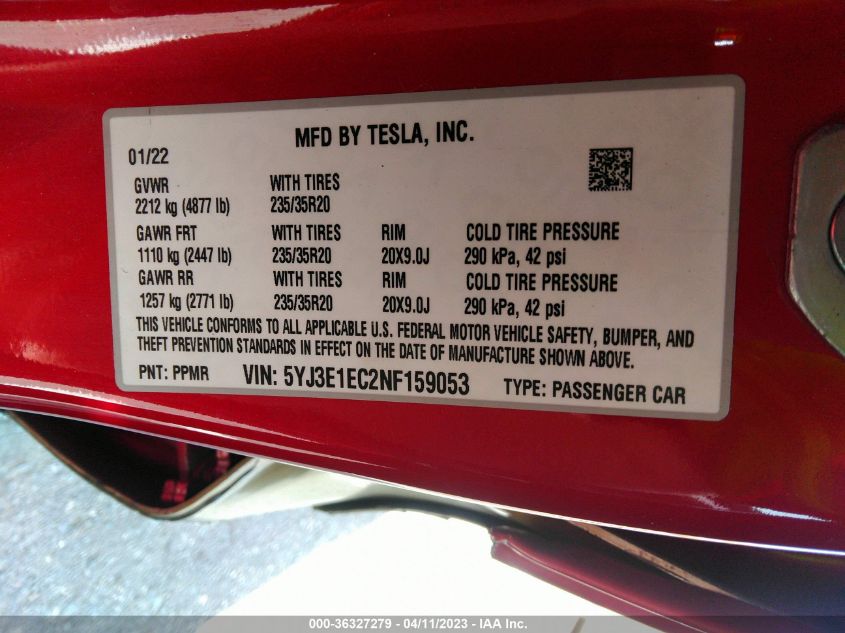 MFD BY TESLA, INC.
01/22
GVWR WITH TIRES
2212 kg (4877 lb) 235/35R20
GAWR FRT WITH TIRES RIM COLD TIRE PRESSURE
1110 kg (2447 lb) 235/35R20 20X9.0J 290 kPa, 42 psi
GAWR RR WITH TIRES RIM COLD TIRE PRESSURE
1257 kg (2771 lb) 235/35R20 20X9.0J 290 kPa, 42 psi
THIS VEHICLE CONFORMS TO ALL APPLICABLE U.S. FEDERAL MOTOR VEHICLE SAFETY, BUMPER, AND
THEFT PREVENTION STANDARDS IN EFFECT ON THE DATE OF MANUFACTURE SHOWN ABOVE.
PNT: PPMR VIN: 5YJ3E1EC2NF159053 TYPE: PASSENGER CAR
000-36327279 - 04/11/2023 - IAA Inc.